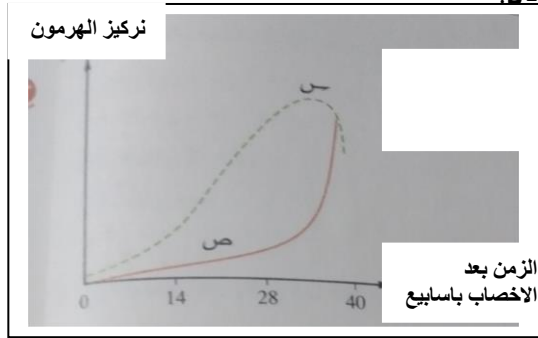 نركيز الهرمون
س
ص
0 14 28 40
الزمن بعد
الاخصاب باسابيع